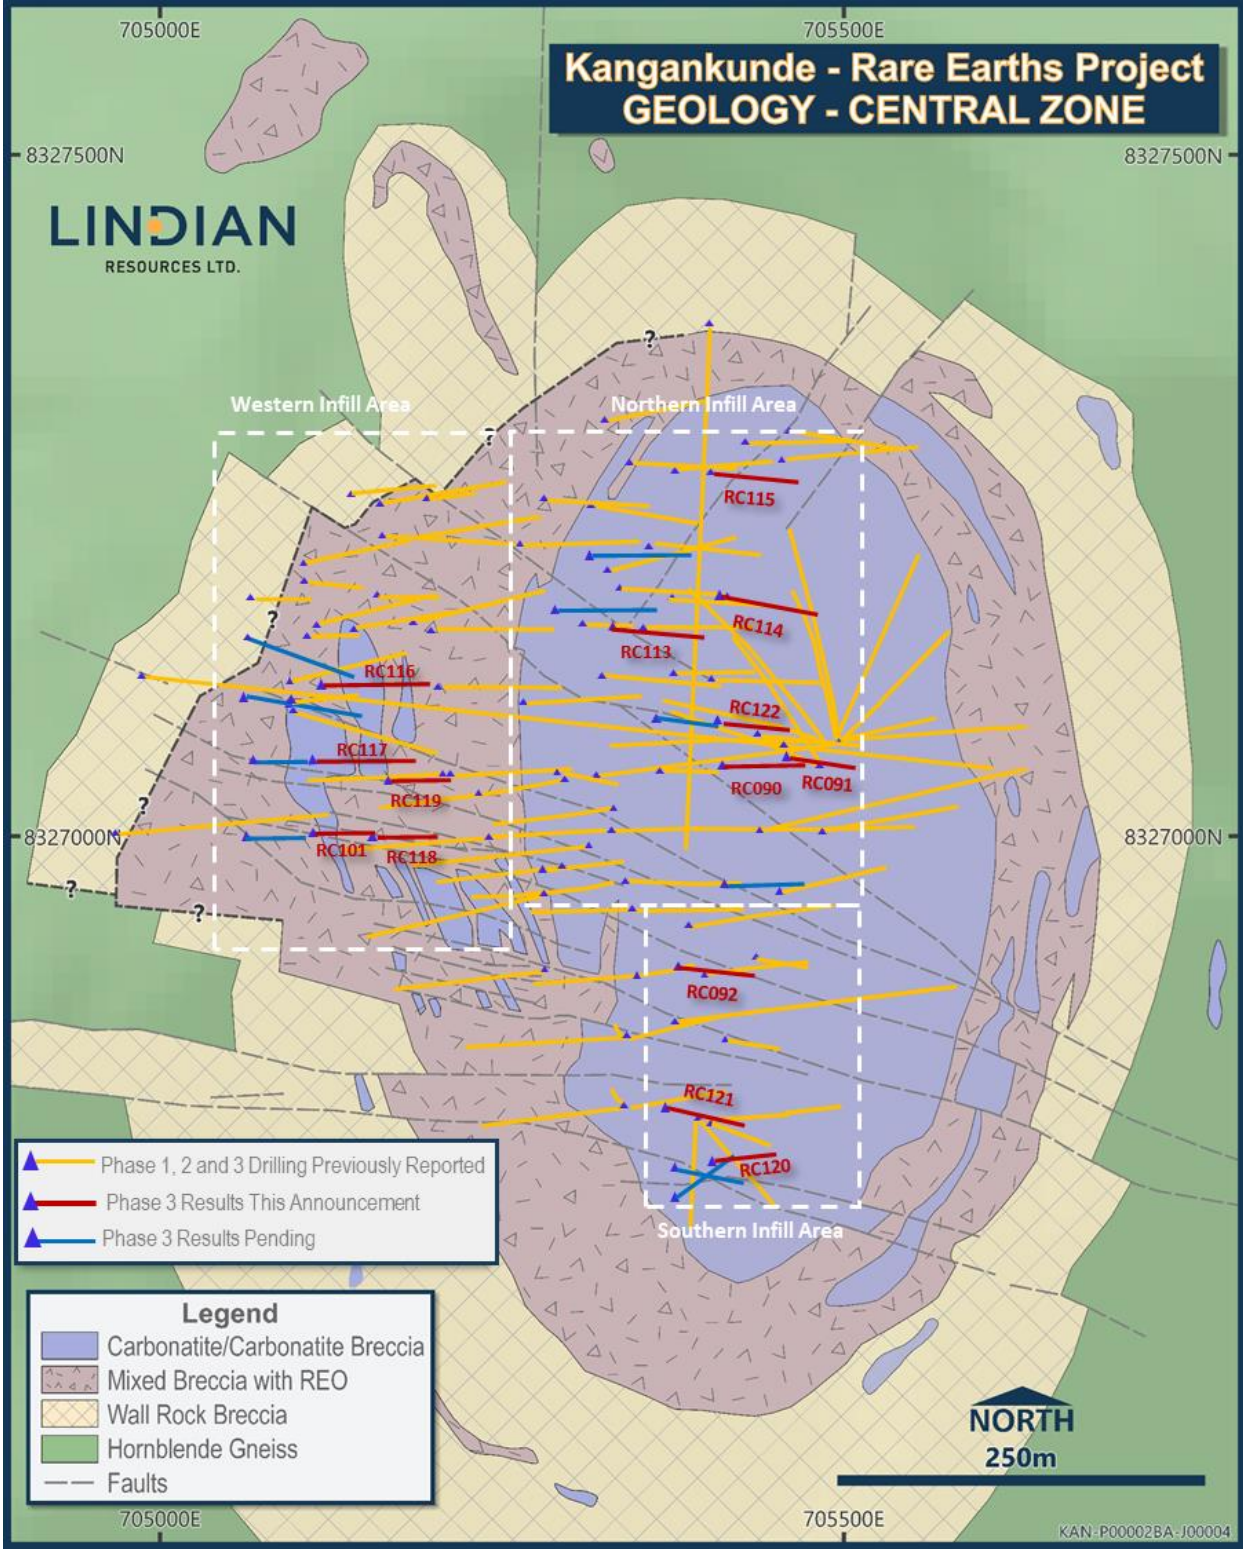 705000E
705500E
Kangankunde - Rare Earths Project
GEOLOGY - CENTRAL ZONE
8327500N
8327500N
LINDIAN
RESOURCES LTD.
?
Western Infill Area
Northern Infill Area
?
RC115
RC114
?
RC113
RC116
RC122
RC117
RC090
RC091
RC119
?
8327000N
8327000N
RC101
RC118
?
?
RC092
RC121
RC120
Phase 1, 2 and 3 Drilling Previously Reported
Phase 3 Results This Announcement
Phase 3 Results Pending
Southern Infill Area
Legend
Carbonatite/Carbonatite Breccia
Mixed Breccia with REO
Wall Rock Breccia
Hornblende Gneiss
Faults
NORTH
250m
705000E
705500E
KAN-P00002BA-J00004